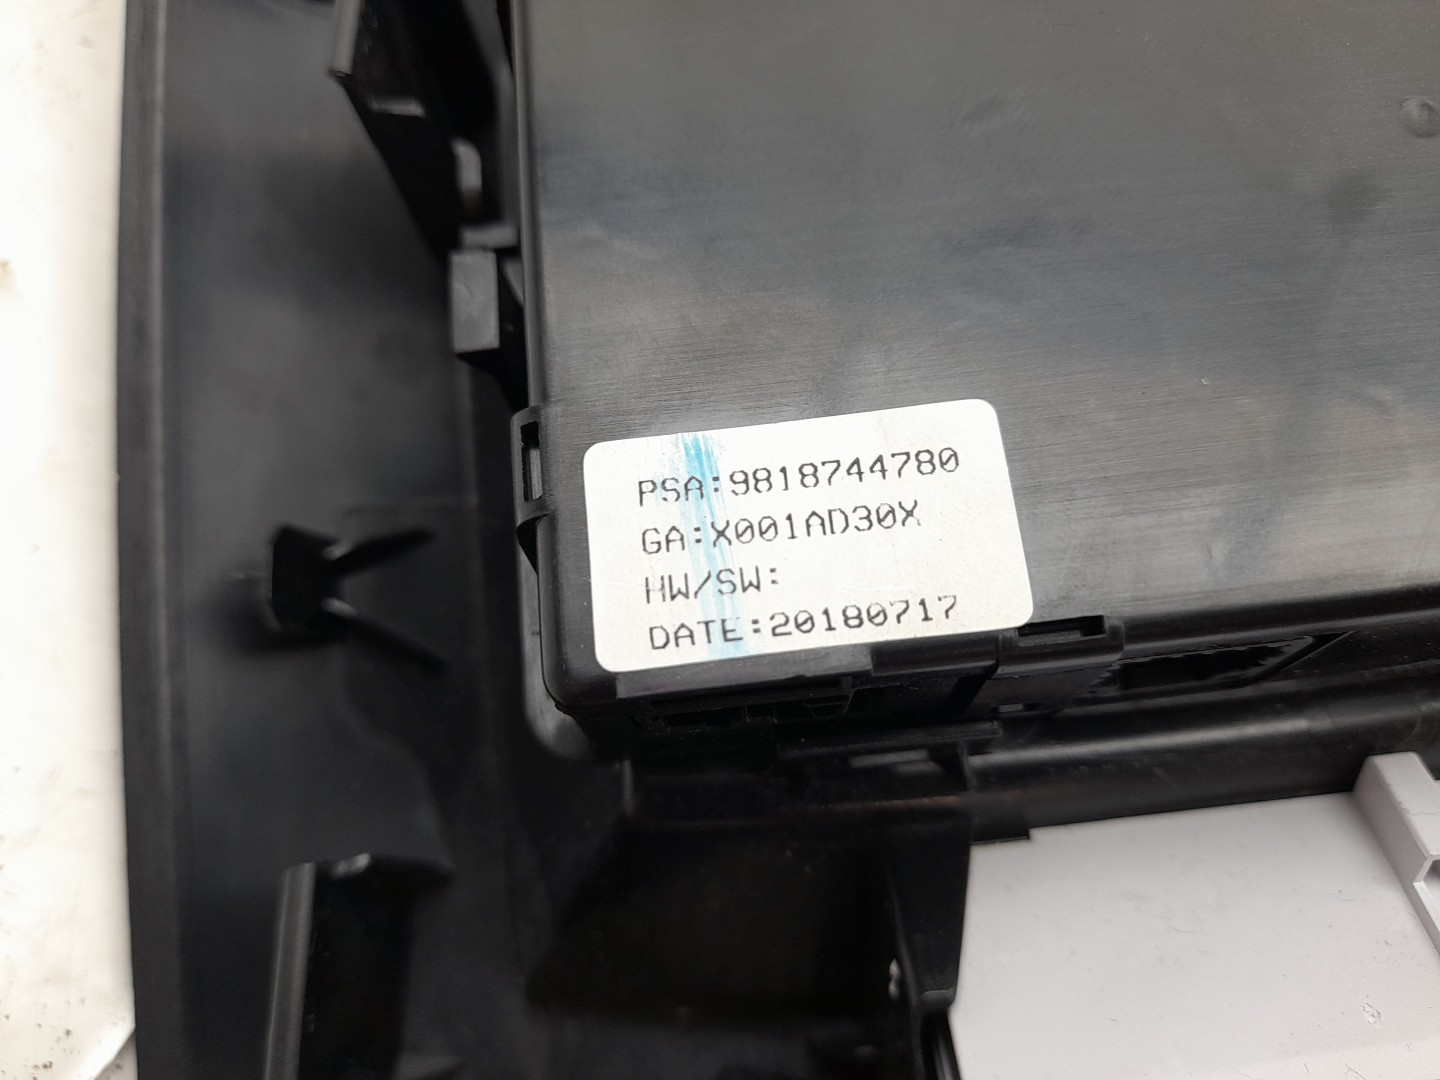 PSA:9818744780
GA:X001AD30X
HW/SW:
DATE:20180717